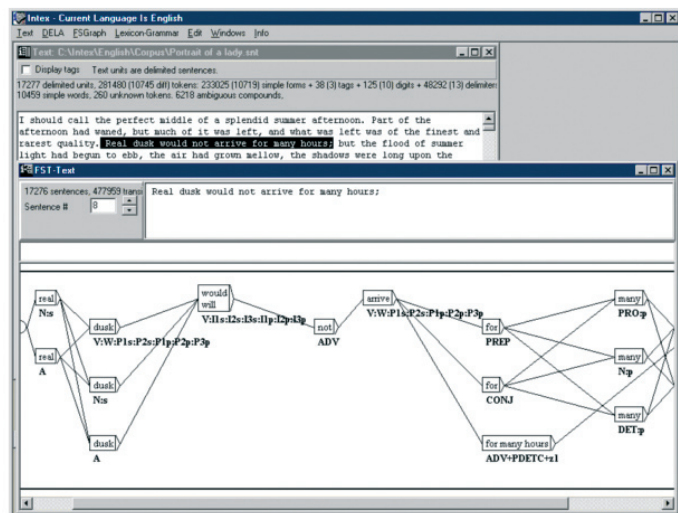 Intex - Current Language Is English
Text DELA FSGraph Lexicon-Grammar Edit Windows Info
Text: C:\Intex\English\Corpus\Portrait of a lady.snt
Display tags Text units are delimited sentences.
17277 delimited units, 281480 (10745 diff) tokens: 233025 (10719) simple forms + 38 (3) tags + 125 (10) digits + 48292 (13) delimiters
10459 simple words, 260 unknown tokens. 6218 ambiguous compounds,
I should call the perfect middle of a splendid summer afternoon. Part of the
afternoon had waned, but much of it was left, and what was left was of the finest and
rarest quality. Real dusk would not arrive for many hours; but the flood of summer
light had begun to ebb, the air had grown mellow, the shadows were long upon the
FST-Text
17276 sentences, 477959 transi
Real dusk would not arrive for many hours;
Sentence # 8
real
N:s
real
A
dusk
V:W:P1s:P2s:P1p:P2p:P3p
dusk
N:s
dusk
A
would
will
V:I1s:I2s:I3s:I1p:I2p:I3p
not
ADV
arrive
V:W:P1s:P2s:P1p:P2p:P3p
for
PREP
for
CONJ
for many hours
ADV+PDETC+z1
many
PRO:p
many
N:p
many
DET:p